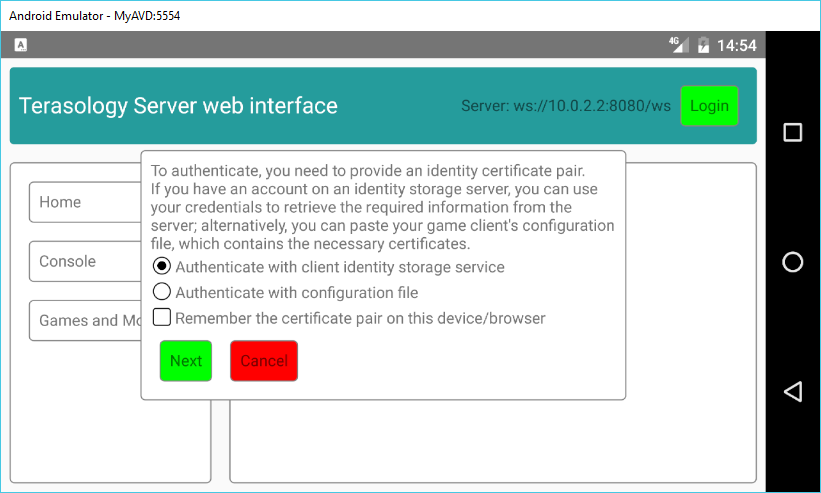 Android Emulator - MyAVD:5554
A
4G
14:54
Terasology Server web interface
Server: ws://10.0.2.2:8080/ws
Login
Home
Console
Games and Mo
To authenticate, you need to provide an identity certificate pair.
If you have an account on an identity storage server, you can use
your credentials to retrieve the required information from the
server; alternatively, you can paste your game client's configuration
file, which contains the necessary certificates.
Authenticate with client identity storage service
Authenticate with configuration file
Remember the certificate pair on this device/browser
Next
Cancel